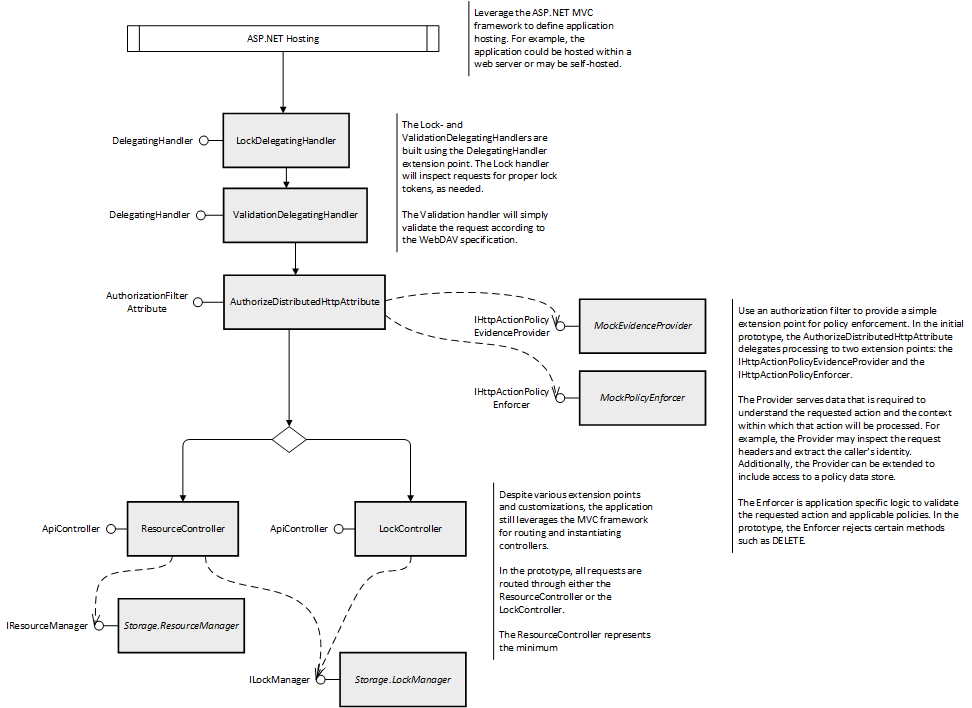 ASP.NET Hosting
Leverage the ASP.NET MVC
framework to define application
hosting. For example, the
application could be hosted within a
web server or may be self-hosted.
DelegatingHandler
LockDelegatingHandler
The Lock- and
ValidationDelegatingHandlers are
built using the DelegatingHandler
extension point. The Lock handler
will inspect requests for proper lock
tokens, as needed.
The Validation handler will simply
validate the request according to
the WebDAV specification.
DelegatingHandler
ValidationDelegatingHandler
AuthorizationFilter
Attribute
AuthorizeDistributedHttpAttribute
IHttpActionPolicy
EvidenceProvider
MockEvidenceProvider
IHttpActionPolicy
Enforcer
MockPolicyEnforcer
Use an authorization filter to provide a simple
extension point for policy enforcement. In the initial
prototype, the AuthorizeDistributedHttpAttribute
delegates processing to two extension points: the
IHttpActionPolicyEvidenceProvider and the
IHttpActionPolicyEnforcer.
The Provider serves data that is required to
understand the requested action and the context
within which that action will be processed. For
example, the Provider may inspect the request
headers and extract the caller's identity.
Additionally, the Provider can be extended to
include access to a policy data store.
The Enforcer is application specific logic to validate
the requested action and applicable policies. In the
prototype, the Enforcer rejects certain methods
such as DELETE.
ApiController
ResourceController
ApiController
LockController
Despite various extension points
and customizations, the application
still leverages the MVC framework
for routing and instantiating
controllers.
In the prototype, all requests are
routed through either the
ResourceController or the
LockController.
The ResourceController represents
the minimum
IResourceManager
Storage.ResourceManager
ILockManager
Storage.LockManager